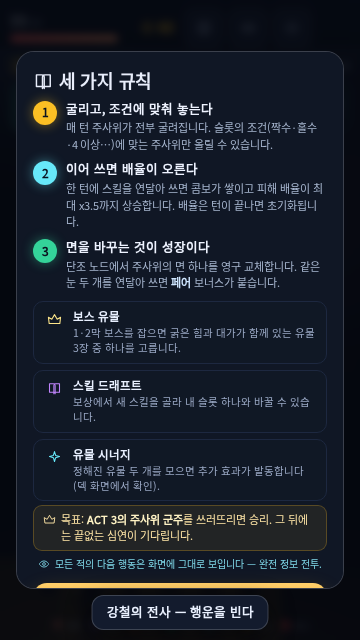 세 가지 규칙
1 굴리고, 조건에 맞춰 놓는다
매 턴 주사위가 전부 굴려집니다. 슬롯의 조건(짝수·홀수
·4 이상…)에 맞는 주사위만 올릴 수 있습니다.
2 이어 쓰면 배율이 오른다
한 턴에 스킬을 연달아 쓰면 콤보가 쌓이고 피해 배율이 최
대 x3.5까지 상승합니다. 배율은 턴이 끝나면 초기화됩니
다.
3 면을 바꾸는 것이 성장이다
단조 노드에서 주사위의 면 하나를 영구 교체합니다. 같은
눈 두 개를 연달아 쓰면 페어 보너스가 붙습니다.
보스 유물
1·2막 보스를 잡으면 굵은 힘과 대가가 함께 있는 유물
3장 중 하나를 고릅니다.
스킬 드래프트
보상에서 새 스킬을 골라 내 슬롯 하나와 바꿀 수 있습
니다.
유물 시너지
정해진 유물 두 개를 모으면 추가 효과가 발동합니다
(덱 화면에서 확인).
목표: ACT 3의 주사위 군주를 쓰러뜨리면 승리. 그 뒤에
는 끝없는 심연이 기다립니다.
모든 적의 다음 행동은 화면에 그대로 보입니다 — 완전 정보 전투.
강철의 전사 — 행운을 빈다